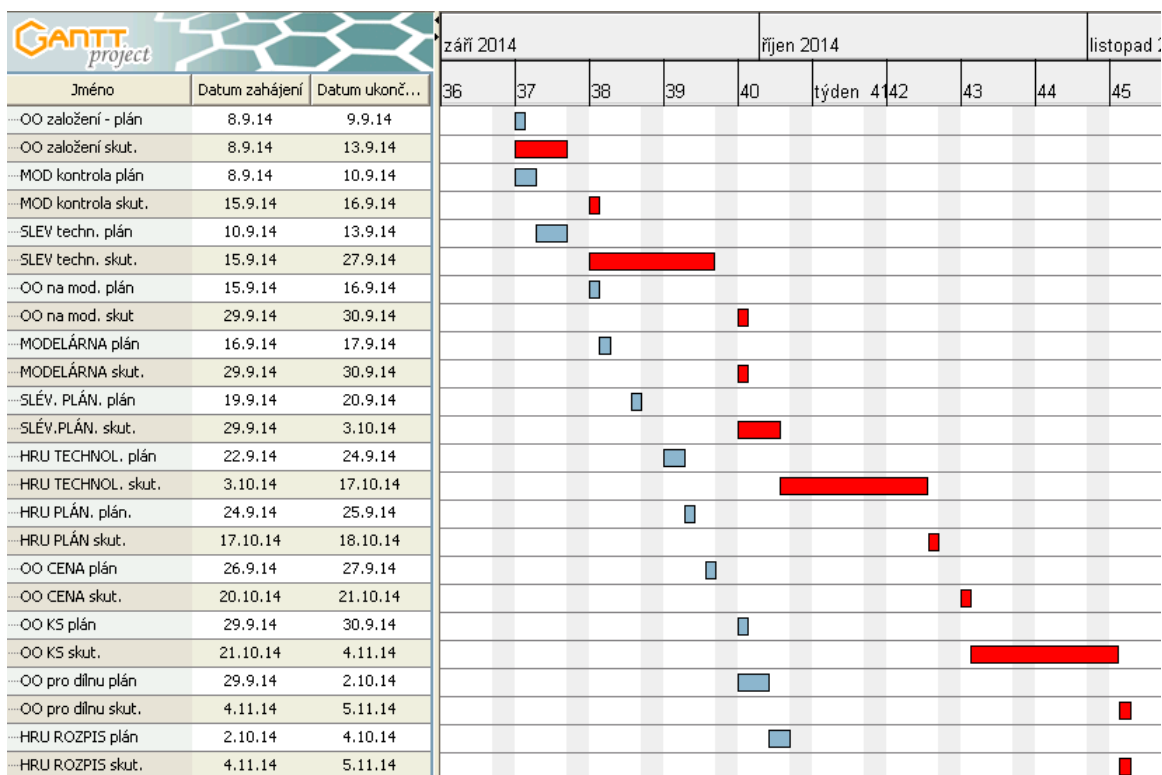 GANTT
project
září 2014 říjen 2014 listopad 2
Jméno Datum zahájení Datum ukonč... 36 37 38 39 40 týden 41 42 43 44 45
OO založení - plán 8.9.14 9.9.14
OO založení skut. 8.9.14 13.9.14
MOD kontrola plán 8.9.14 10.9.14
MOD kontrola skut. 15.9.14 16.9.14
SLEV techn. plán 10.9.14 13.9.14
SLEV techn. skut. 15.9.14 27.9.14
OO na mod. plán 15.9.14 16.9.14
OO na mod. skut 29.9.14 30.9.14
MODELÁRNA plán 16.9.14 17.9.14
MODELÁRNA skut. 29.9.14 30.9.14
SLÉV. PLÁN. plán 19.9.14 20.9.14
SLÉV.PLÁN. skut. 29.9.14 3.10.14
HRU TECHNOL. plán 22.9.14 24.9.14
HRU TECHNOL. skut. 3.10.14 17.10.14
HRU PLÁN. plán. 24.9.14 25.9.14
HRU PLÁN skut. 17.10.14 18.10.14
OO CENA plán 26.9.14 27.9.14
OO CENA skut. 20.10.14 21.10.14
OO KS plán 29.9.14 30.9.14
OO KS skut. 21.10.14 4.11.14
OO pro dílnu plán 29.9.14 2.10.14
OO pro dílnu skut. 4.11.14 5.11.14
HRU ROZPIS plán 2.10.14 4.10.14
HRU ROZPIS skut. 4.11.14 5.11.14